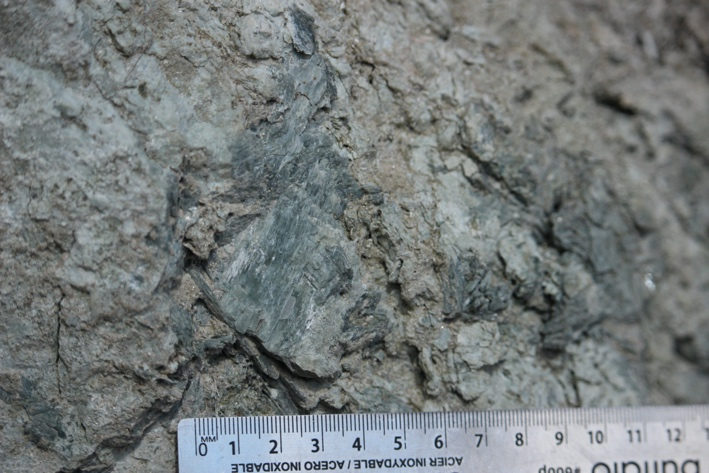 MM
0 1 2 3 4 5 6 7 8 9 10 11 12
ACIER INOXYDABLE / ACERO INOXIDABLE